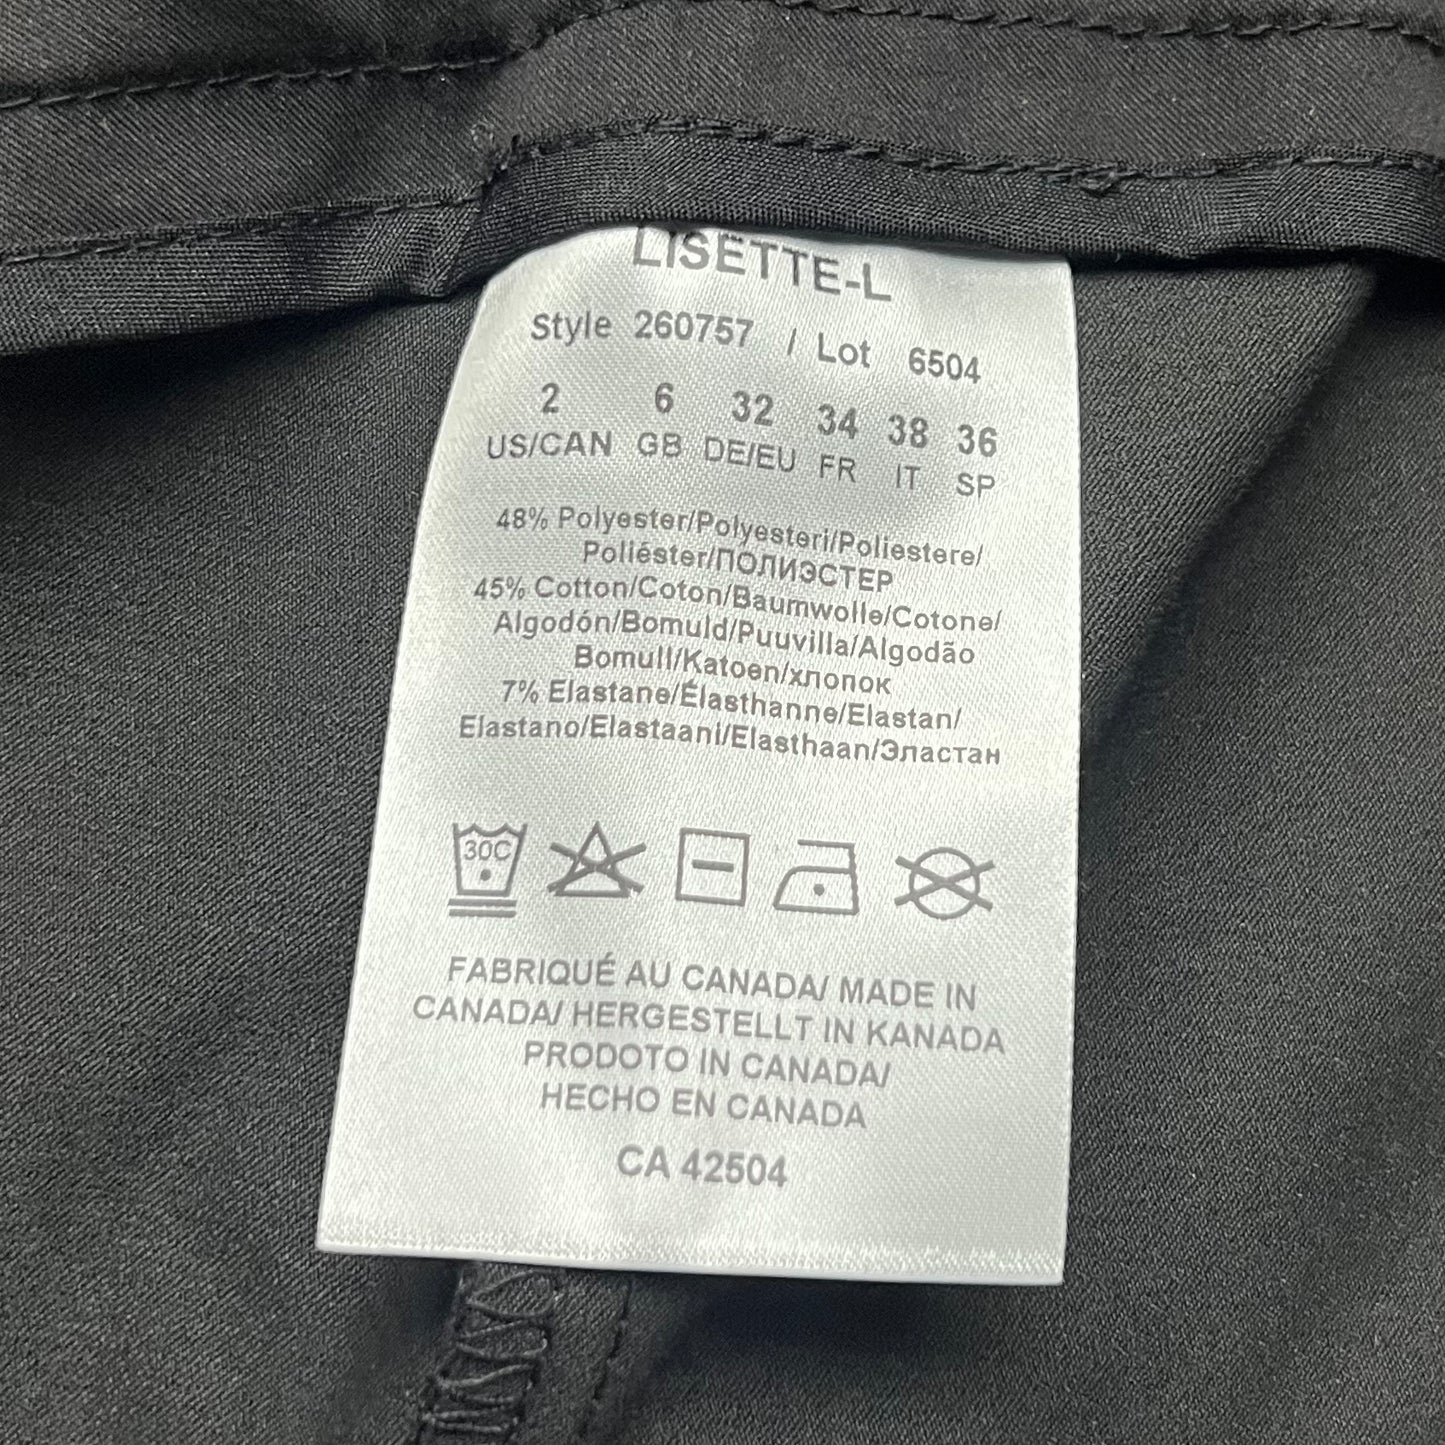 LISETTE-L
Style 260757 / Lot 6504
2 6 32 34 38 36
US/CAN GB DE/EU FR IT SP
48% Polyester/Polyesteri/Poliestere/
Poliéster/ПОЛИЭСТЕР
45% Cotton/Coton/Baumwolle/Cotone/
Algodón/Bomuld/Puuvilla/Algodão
Bomull/Katoen/хлопок
7% Elastane/Élasthanne/Elastan/
Elastano/Elastaani/Elasthaan/Эластан
30C
FABRIQUÉ AU CANADA/ MADE IN
CANADA/ HERGESTELLT IN KANADA
PRODOTO IN CANADA/
HECHO EN CANADA
CA 42504